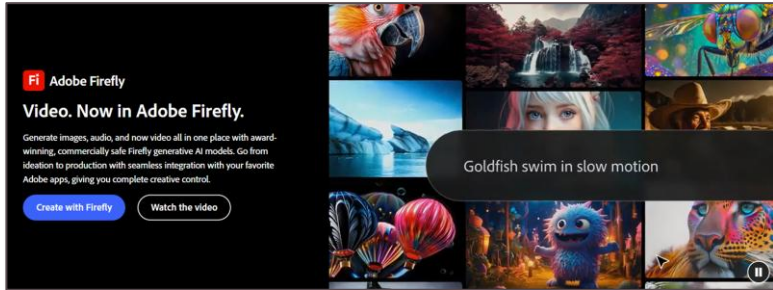 Fi Adobe Firefly
Video. Now in Adobe Firefly.
Generate images, audio, and now video all in one place with award-
winning, commercially safe Firefly generative AI models. Go from
ideation to production with seamless integration with your favorite
Adobe apps, giving you complete creative control.
Create with Firefly Watch the video
Goldfish swim in slow motion